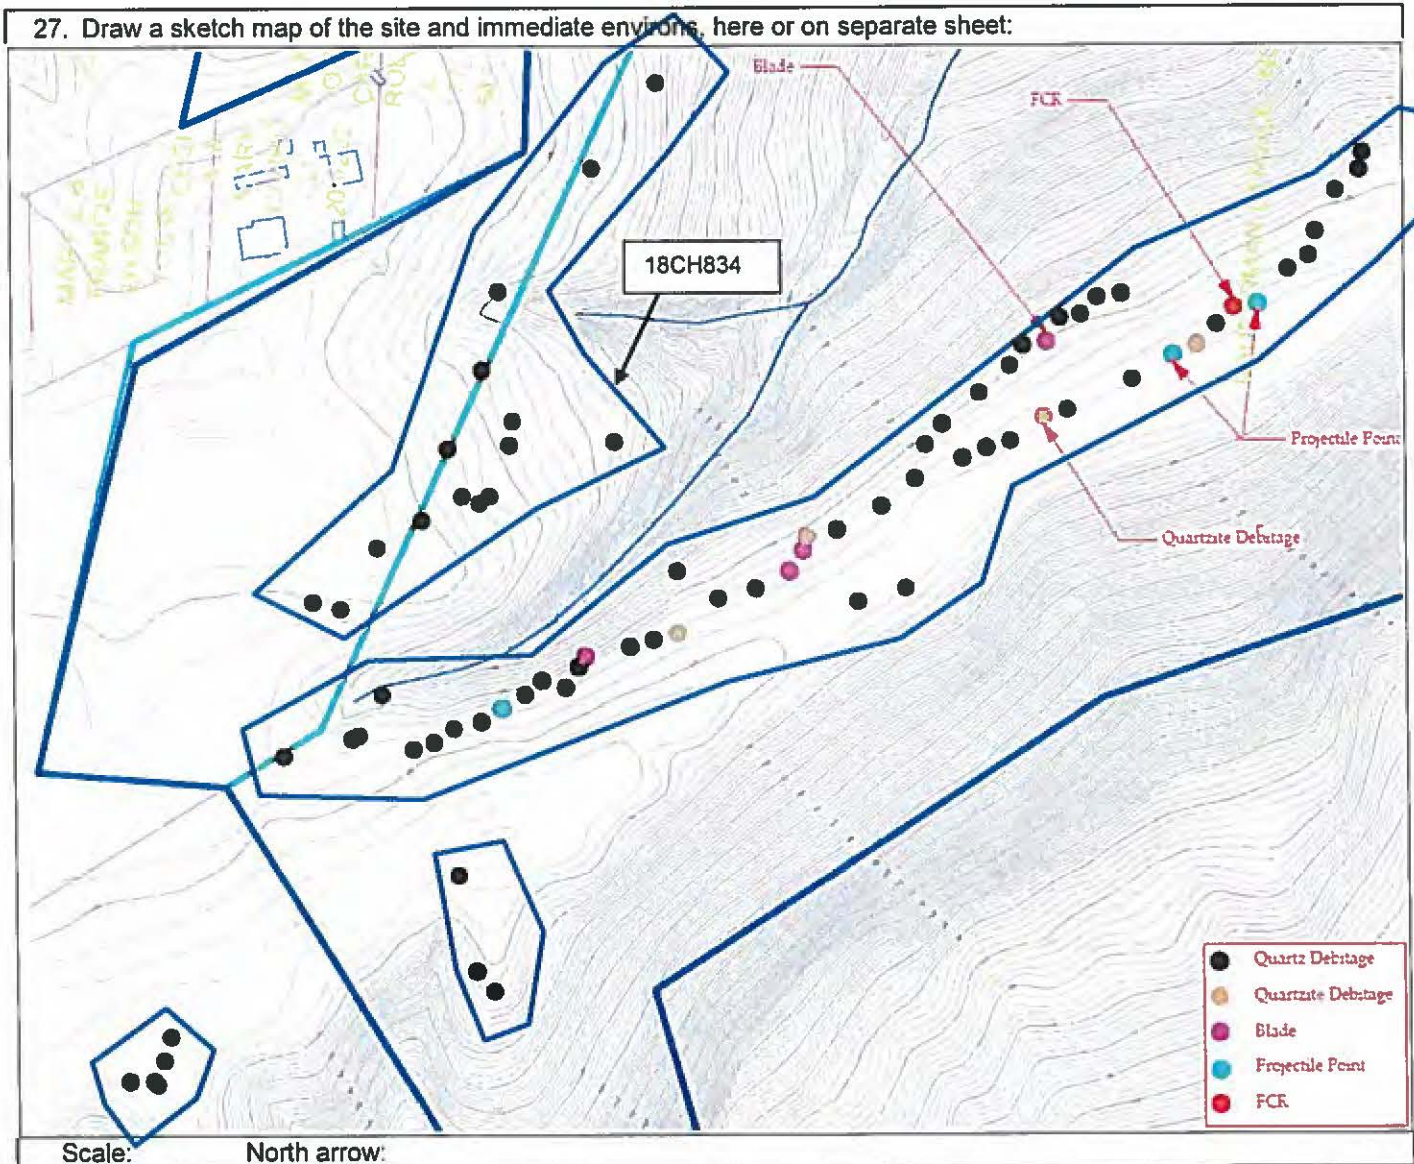 27. Draw a sketch map of the site and immediate environs, here or on separate sheet:
Blade
FCR
18CH834
Projectile Point
Quartzite Debitage
Quartz Debitage
Quartzite Debitage
Blade
Projectile Point
FCR
Scale: North arrow: